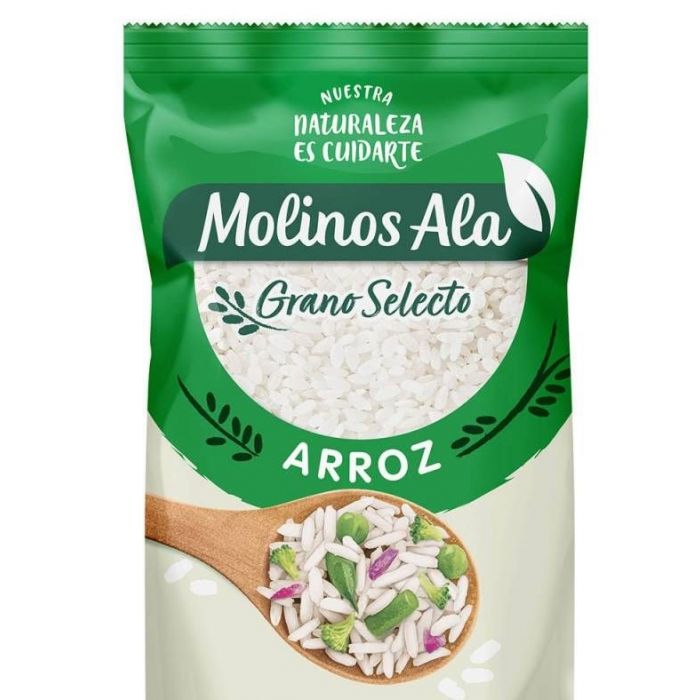 NUESTRA
NATURALEZA
ES CUIDARTE
Molinos Ala
Grano Selecto
ARROZ